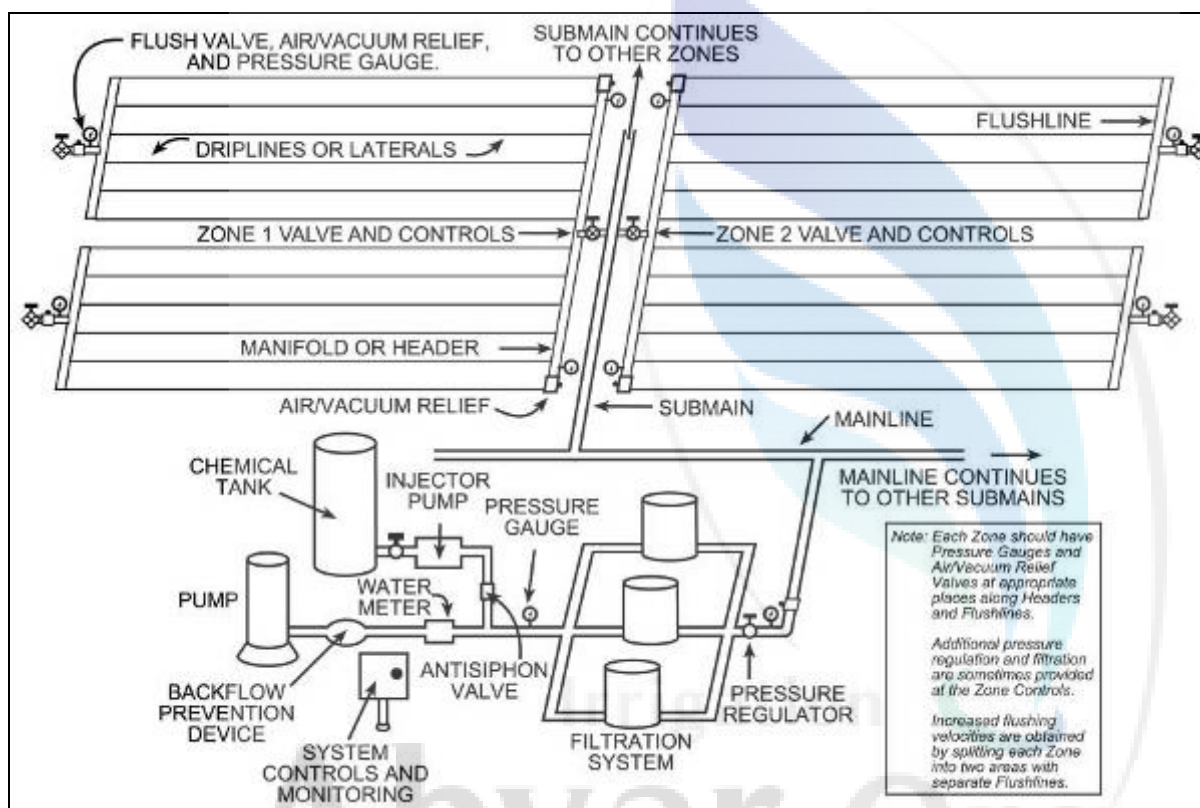 FLUSH VALVE, AIR/VACUUM RELIEF,
AND PRESSURE GAUGE.
SUBMAIN CONTINUES
TO OTHER ZONES
FLUSHLINE
DRIPLINES OR LATERALS
ZONE 1 VALVE AND CONTROLS
ZONE 2 VALVE AND CONTROLS
MANIFOLD OR HEADER
AIR/VACUUM RELIEF
SUBMAIN
MAINLINE
MAINLINE CONTINUES
TO OTHER SUBMAINS
CHEMICAL
TANK
INJECTOR
PUMP
PRESSURE
GAUGE
WATER
METER
PUMP
ANTISIPHON
VALVE
BACKFLOW
PREVENTION
DEVICE
SYSTEM
CONTROLS AND
MONITORING
FILTRATION
SYSTEM
PRESSURE
REGULATOR
Note: Each Zone should have
Pressure Gauges and
Air/Vacuum Relief
Valves at appropriate
places along Headers
and Flushlines.
Additional pressure
regulation and filtration
are sometimes provided
at the Zone Controls.
Increased flushing
velocities are obtained
by splitting each Zone
into two areas with
separate Flushlines.